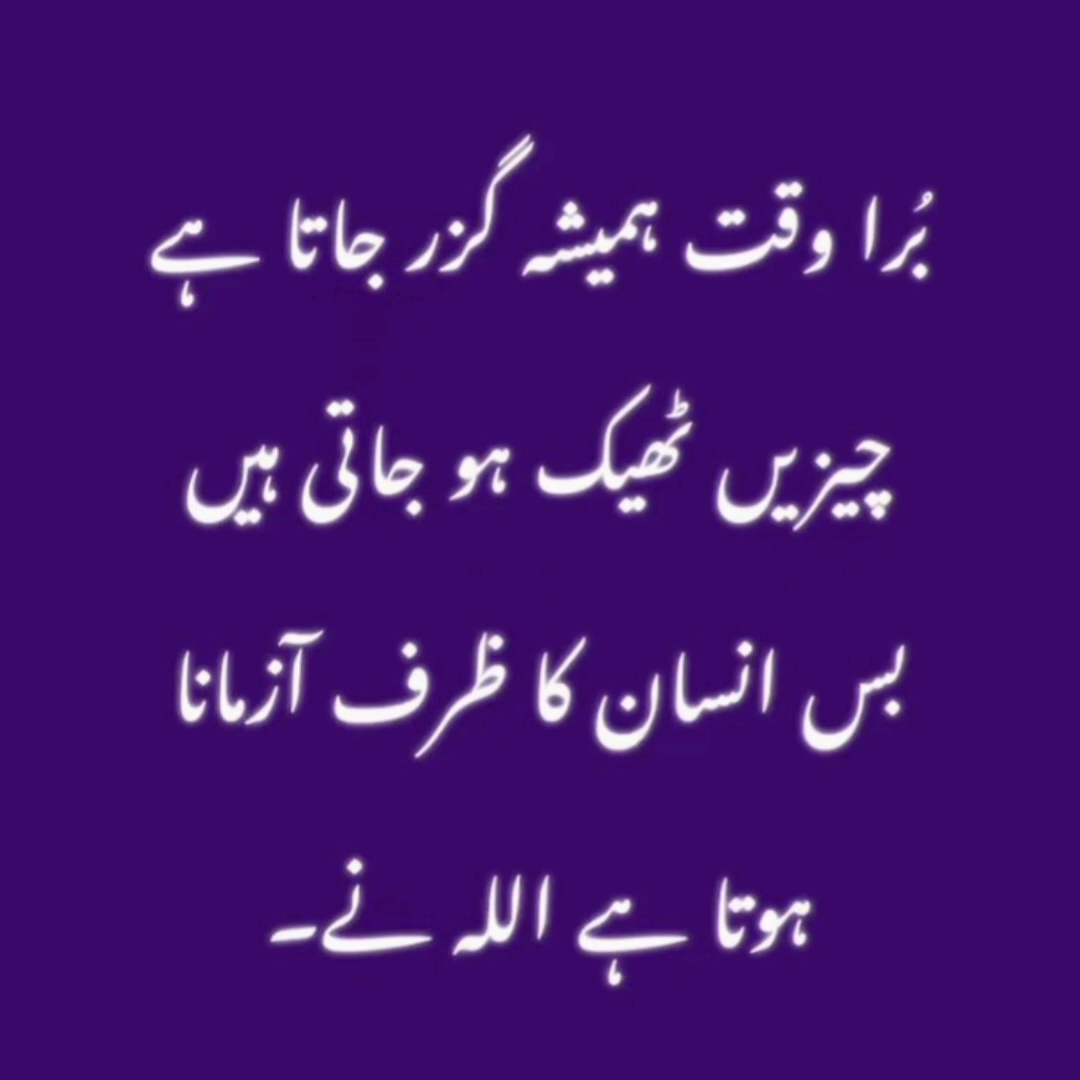 بُرا وقت ہمیشہ گزر جاتا ہے
چیزیں ٹھیک ہو جاتی ہیں
بس انسان کا ظرف آزمانا
ہوتا ہے اللہ نے۔